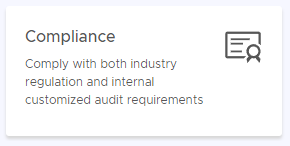 Compliance
Comply with both industry
regulation and internal
customized audit requirements